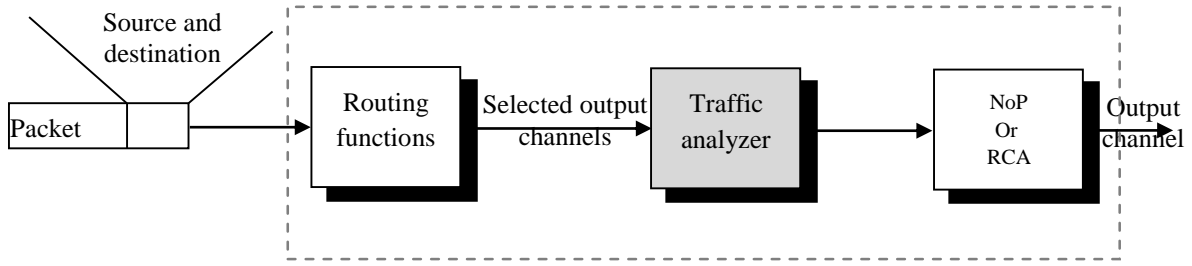 Source and
destination
Packet
Routing
functions
Selected output
channels
Traffic
analyzer
NoP
Or
RCA
Output
channel